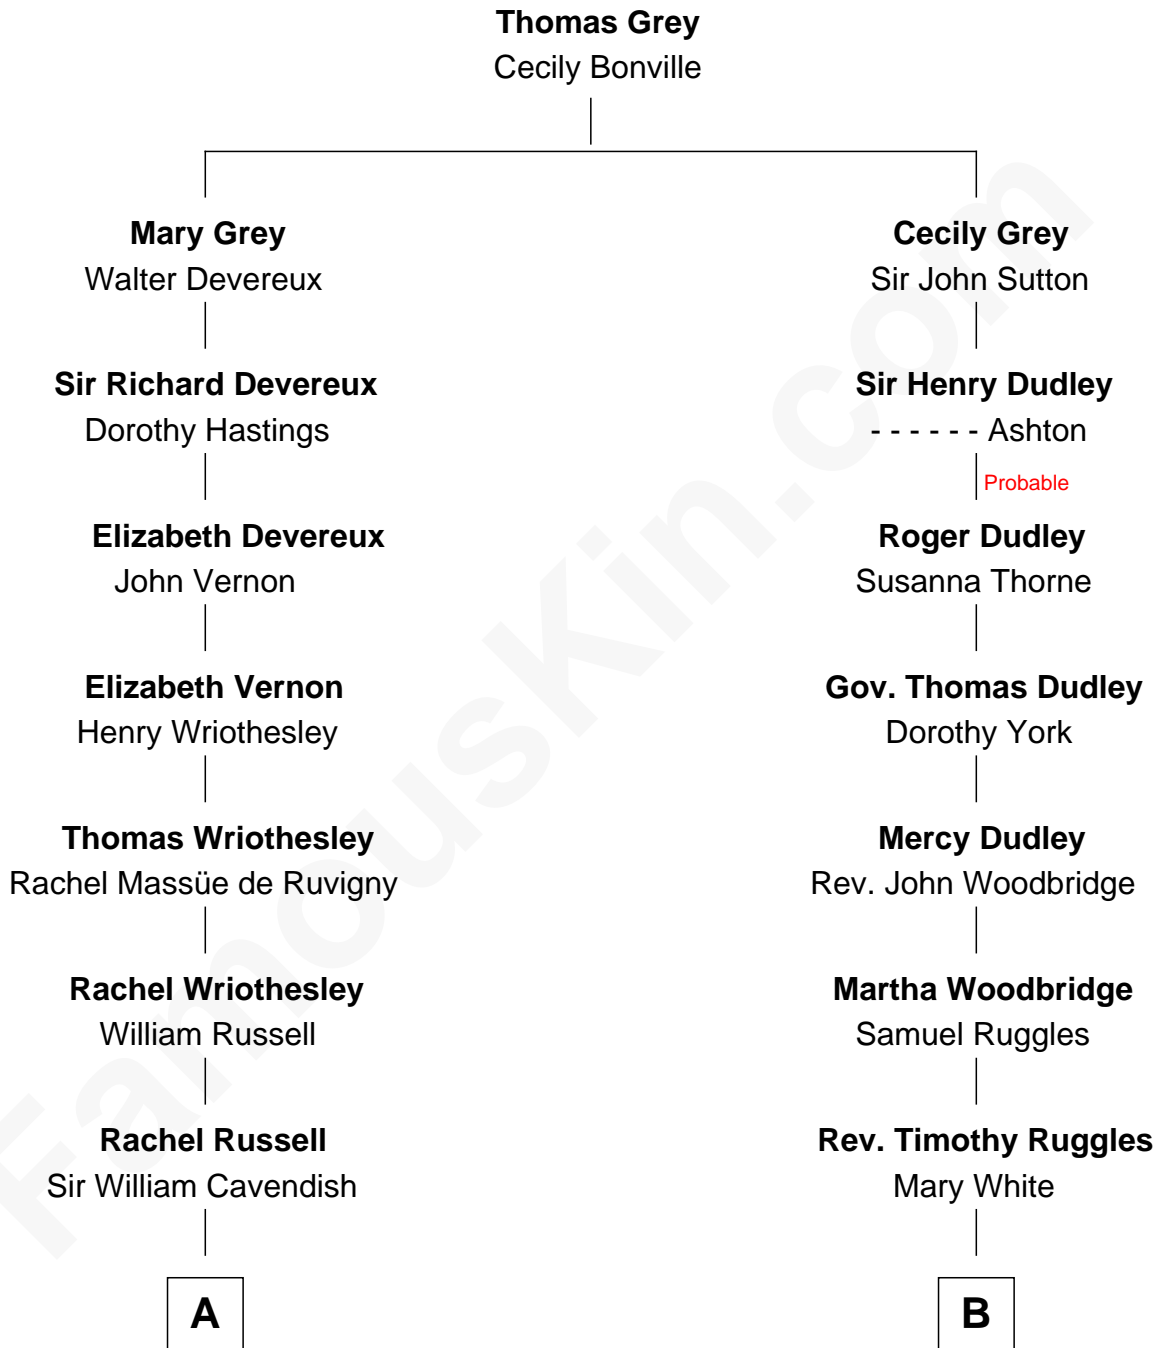 Thomas Grey
Cecily Bonville
Mary Grey
Walter Devereux
Cecily Grey
Sir John Sutton
Sir Richard Devereux
Dorothy Hastings
Sir Henry Dudley
- - - - - - Ashton
Probable
Elizabeth Devereux
John Vernon
Roger Dudley
Susanna Thorne
Elizabeth Vernon
Henry Wriothesley
Gov. Thomas Dudley
Dorothy York
Thomas Wriothesley
Rachel Massüe de Ruvigny
Mercy Dudley
Rev. John Woodbridge
Rachel Wriothesley
William Russell
Martha Woodbridge
Samuel Ruggles
Rachel Russell
Sir William Cavendish
Rev. Timothy Ruggles
Mary White
A
B
FamousKin.com